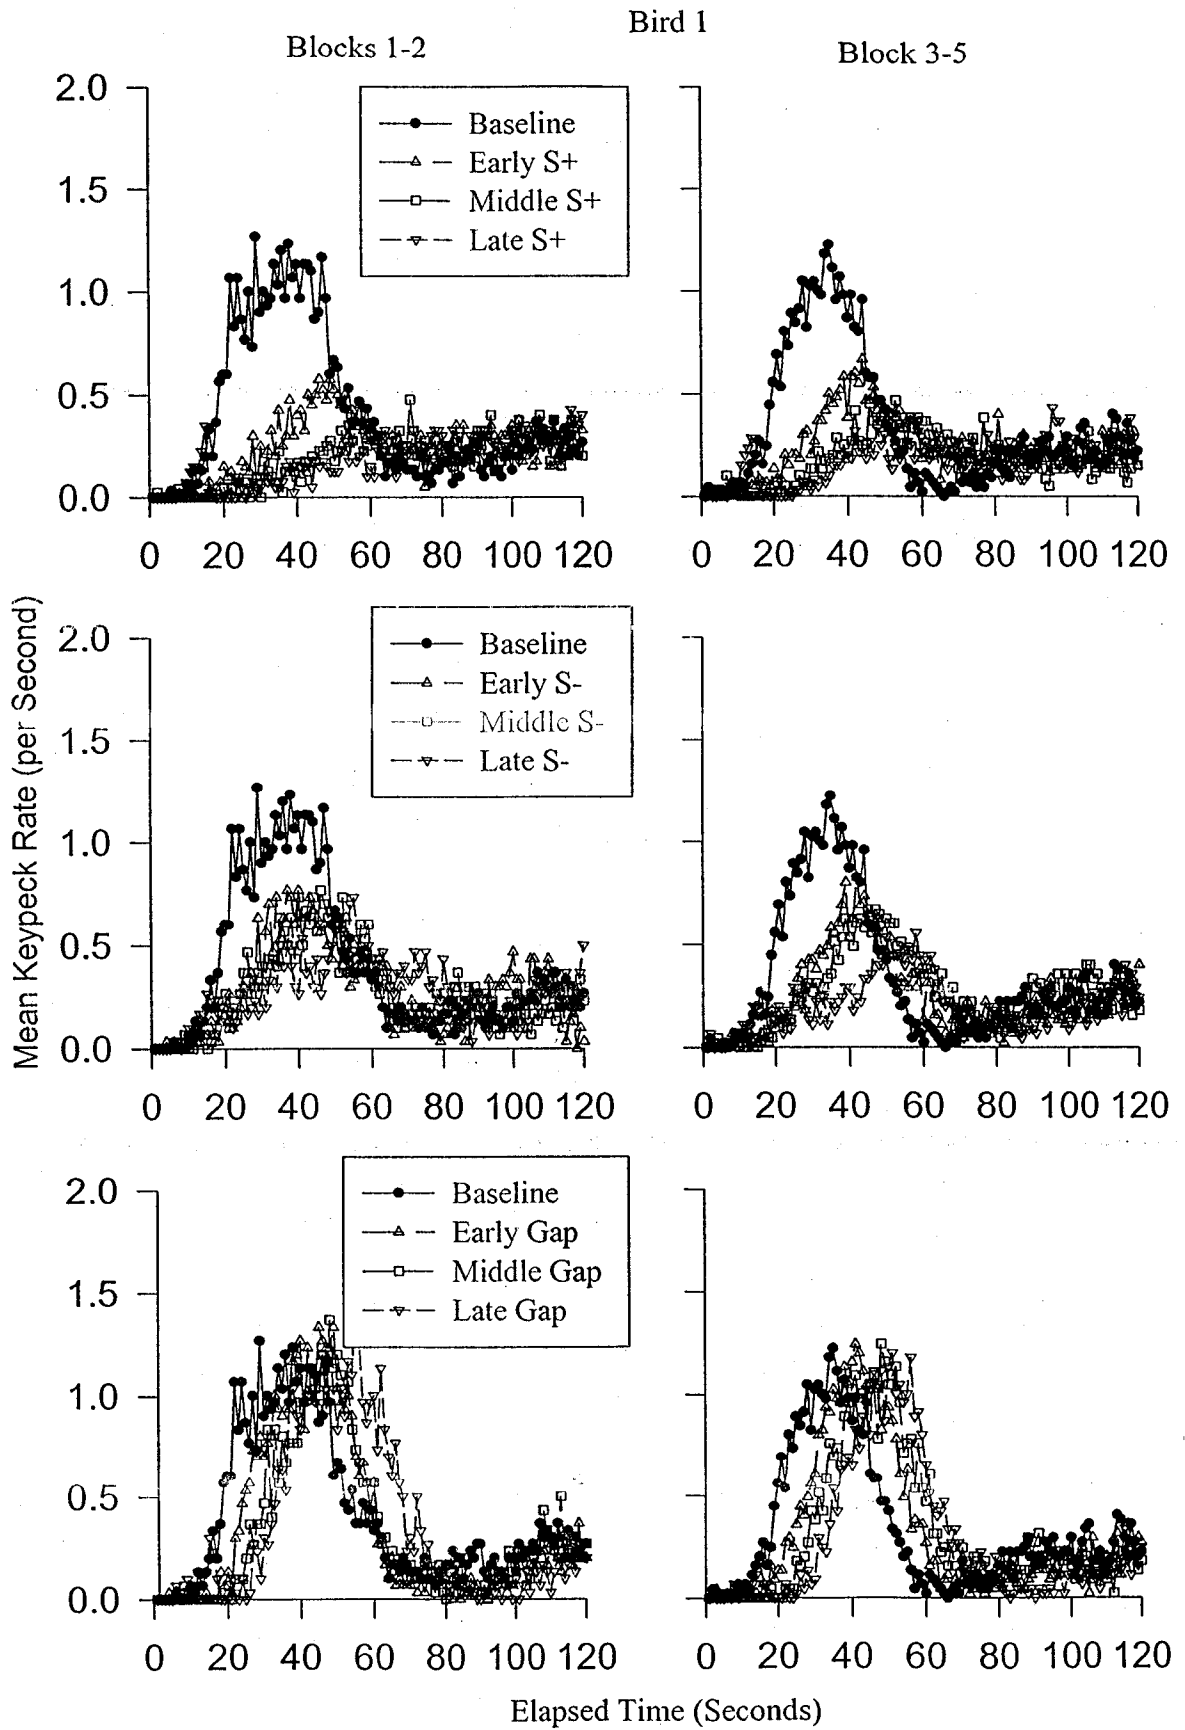 Bird 1
Blocks 1-2
Block 3-5
2.0
1.5
1.0
0.5
0.0
Baseline
Early S+
Middle S+
Late S+
0 20 40 60 80 100 120
0 20 40 60 80 100 120
Mean Keypeck Rate (per Second)
2.0
1.5
1.0
0.5
0.0
Baseline
Early S-
Middle S-
Late S-
0 20 40 60 80 100 120
0 20 40 60 80 100 120
2.0
1.5
1.0
0.5
0.0
Baseline
Early Gap
Middle Gap
Late Gap
0 20 40 60 80 100 120
0 20 40 60 80 100 120
Elapsed Time (Seconds)